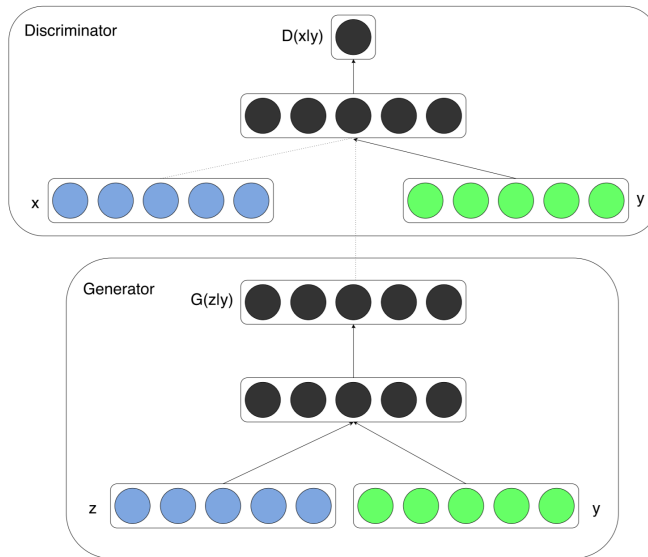 Discriminator
D(x|y)
x
y
Generator
G(z|y)
z
y